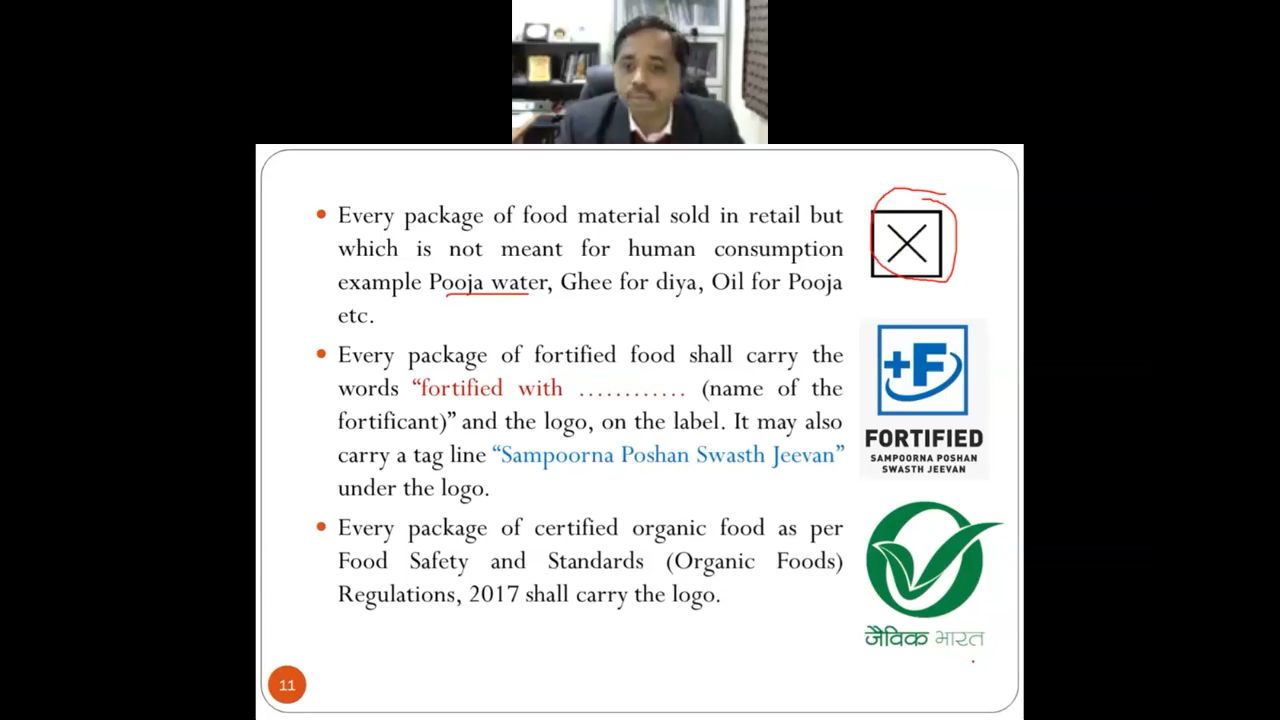 Every package of food material sold in retail but
which is not meant for human consumption
example Pooja water, Ghee for diya, Oil for Pooja
etc.
Every package of fortified food shall carry the
words “fortified with ………… (name of the
fortificant)” and the logo, on the label. It may also
carry a tag line “Sampoorna Poshan Swasth Jeevan”
under the logo.
Every package of certified organic food as per
Food Safety and Standards (Organic Foods)
Regulations, 2017 shall carry the logo.
+F
FORTIFIED
SAMPOORNA POSHAN
SWASTH JEEVAN
जैविक भारत
11